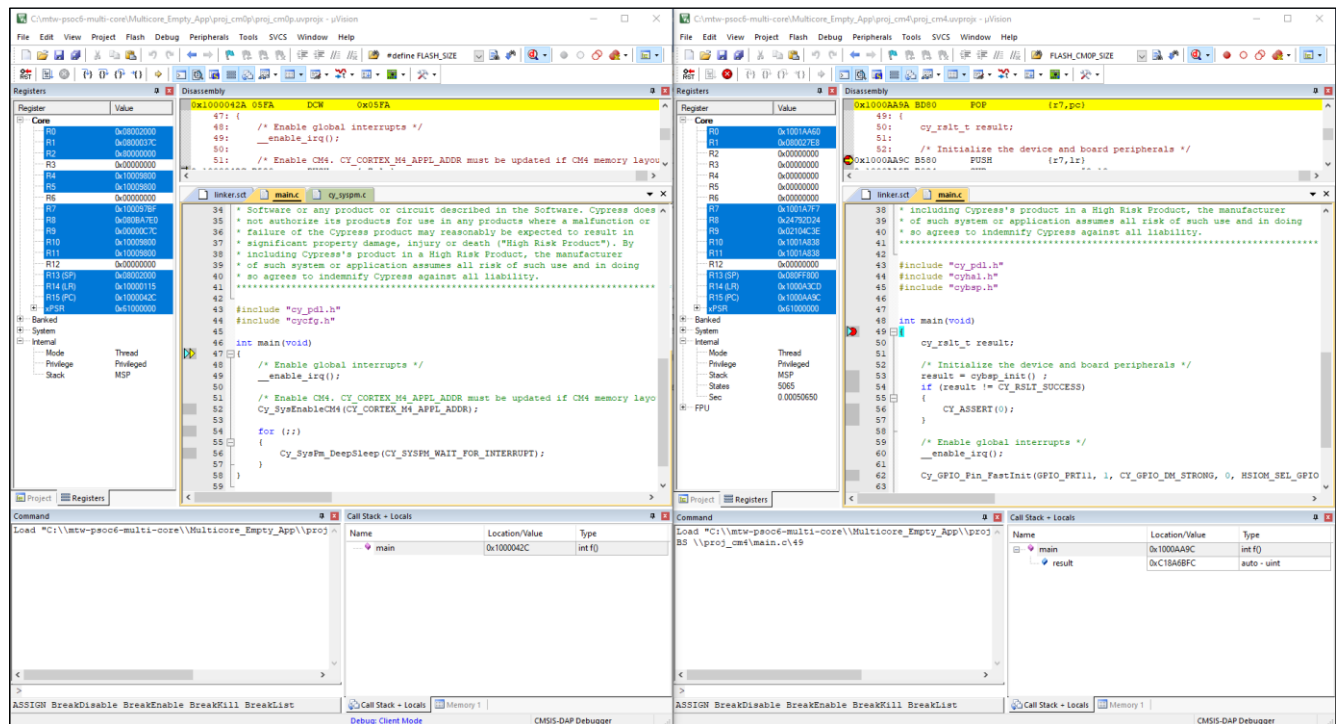 C:\mtw-psoc6-multi-core\Multicore_Empty_App\proj_cm0p\proj_cm0p.uvprojx - µVision
File Edit View Project Flash Debug Peripherals Tools SVCS Window Help
#define FLASH_SIZE
Registers
Register Value
Core
R0 0x08002000
R1 0x0800037C
R2 0x80000000
R3 0x00000000
R4 0x10009800
R5 0x10009800
R6 0x00000000
R7 0x100097BF
R8 0x080BA7E0
R9 0x00000C7C
R10 0x10009800
R11 0x10009800
R12 0x00000000
R13 (SP) 0x08002000
R14 (LR) 0x10000115
R15 (PC) 0x1000042C
xPSR 0x61000000
Banked
System
Internal
Mode Thread
Privilege Privileged
Stack MSP
Project Registers
Disassembly
0x1000042A 05FA DCW 0x05FA
47: {
48: /* Enable global interrupts */
49: __enable_irq();
50:
51: /* Enable CM4. CY_CORTEX_M4_APPL_ADDR must be updated if CM4 memory layou
linker.sct main.c cy_syspm.c
34 * Software or any product or circuit described in the Software. Cypress does
35 * not authorize its products for use in any products where a malfunction or
36 * failure of the Cypress product may reasonably be expected to result in
37 * significant property damage, injury or death ("High Risk Product"). By
38 * including Cypress's product in a High Risk Product, the manufacturer
39 * of such system or application assumes all risk of such use and in doing
40 * so agrees to indemnify Cypress against all liability.
41
42
43 #include "cy_pdl.h"
44 #include "cycfg.h"
45
46 int main(void)
47 {
48 /* Enable global interrupts */
49 __enable_irq();
50
51 /* Enable CM4. CY_CORTEX_M4_APPL_ADDR must be updated if CM4 memory layo
52 Cy_SysEnableCM4(CY_CORTEX_M4_APPL_ADDR);
53
54 for (;;)
55 {
56 Cy_SysPm_DeepSleep(CY_SYSPM_WAIT_FOR_INTERRUPT);
57 }
58 }
59
Command
Load "C:\\mtw-psoc6-multi-core\\Multicore_Empty_App\\proj
>
ASSIGN BreakDisable BreakEnable BreakKill BreakList
Call Stack + Locals
Name Location/Value Type
main 0x1000042C int f()
Call Stack + Locals Memory 1
Debug: Client Mode CMSIS-DAP Debugger
C:\mtw-psoc6-multi-core\Multicore_Empty_App\proj_cm4\proj_cm4.uvprojx - µVision
File Edit View Project Flash Debug Peripherals Tools SVCS Window Help
FLASH_CM0P_SIZE
Registers
Register Value
Core
R0 0x1001AA60
R1 0x080027E8
R2 0x00000000
R3 0x00000000
R4 0x00000000
R5 0x00000000
R6 0x00000000
R7 0x1001A7F7
R8 0x24792D24
R9 0x02104C3E
R10 0x1001A838
R11 0x1001A838
R12 0x00000000
R13 (SP) 0x080FF800
R14 (LR) 0x1000A3CD
R15 (PC) 0x1000AA9C
xPSR 0x61000000
Banked
System
Internal
Mode Thread
Privilege Privileged
Stack MSP
States 5065
Sec 0.00050650
FPU
Project Registers
Disassembly
0x1000AA9A BD80 POP {r7,pc}
49: {
50: cy_rslt_t result;
51:
52: /* Initialize the device and board peripherals */
0x1000AA9C B580 PUSH {r7,lr}
linker.sct main.c
38 * including Cypress's product in a High Risk Product, the manufacturer
39 * of such system or application assumes all risk of such use and in doing
40 * so agrees to indemnify Cypress against all liability.
41
42
43 #include "cy_pdl.h"
44 #include "cyhal.h"
45 #include "cybsp.h"
46
47
48 int main(void)
49 {
50 cy_rslt_t result;
51
52 /* Initialize the device and board peripherals */
53 result = cybsp_init() ;
54 if (result != CY_RSLT_SUCCESS)
55 {
56 CY_ASSERT(0);
57 }
58
59 /* Enable global interrupts */
60 __enable_irq();
61
62 Cy_GPIO_Pin_FastInit(GPIO_PRT11, 1, CY_GPIO_DM_STRONG, 0, HSIOM_SEL_GPIO
63
Command
Load "C:\\mtw-psoc6-multi-core\\Multicore_Empty_App\\proj
BS \\proj_cm4\main.c\49
>
ASSIGN BreakDisable BreakEnable BreakKill BreakList
Call Stack + Locals
Name Location/Value Type
main 0x1000AA9C int f()
result 0xC18A6BFC auto - uint
Call Stack + Locals Memory 1
CMSIS-DAP Debugger